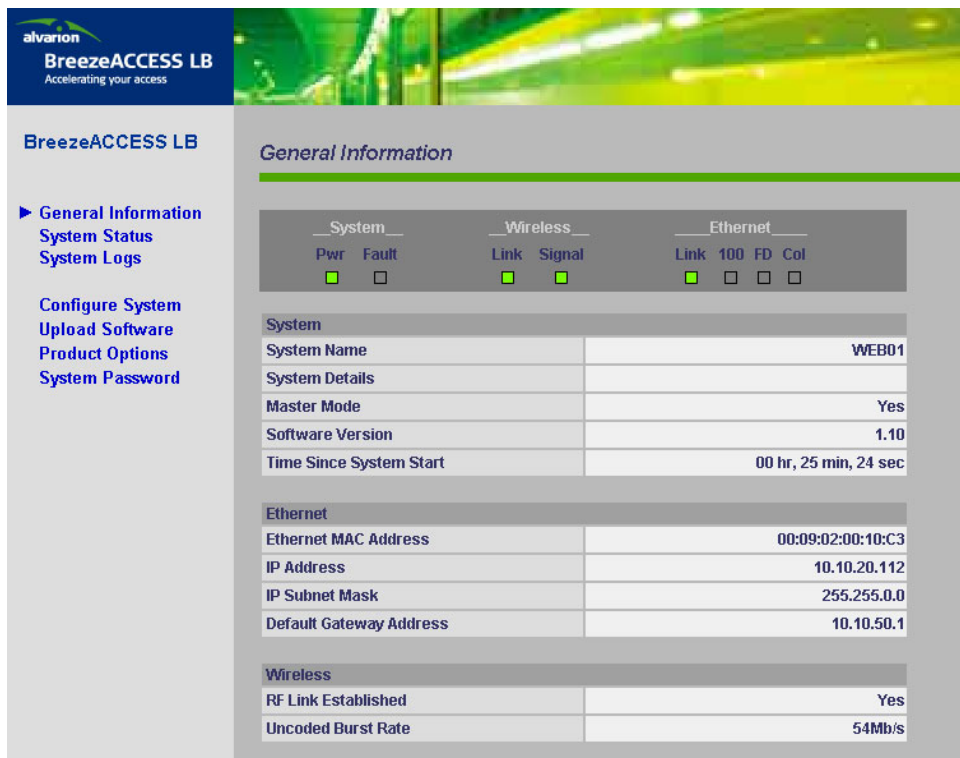 alvarion
BreezeACCESS LB
Accelerating your access
BreezeACCESS LB
General Information
System Status
System Logs
Configure System
Upload Software
Product Options
System Password
General Information
__System__ __Wireless__ ____Ethernet____
Pwr Fault Link Signal Link 100 FD Col
System
System Name WEB01
System Details
Master Mode Yes
Software Version 1.10
Time Since System Start 00 hr, 25 min, 24 sec
Ethernet
Ethernet MAC Address 00:09:02:00:10:C3
IP Address 10.10.20.112
IP Subnet Mask 255.255.0.0
Default Gateway Address 10.10.50.1
Wireless
RF Link Established Yes
Uncoded Burst Rate 54Mb/s